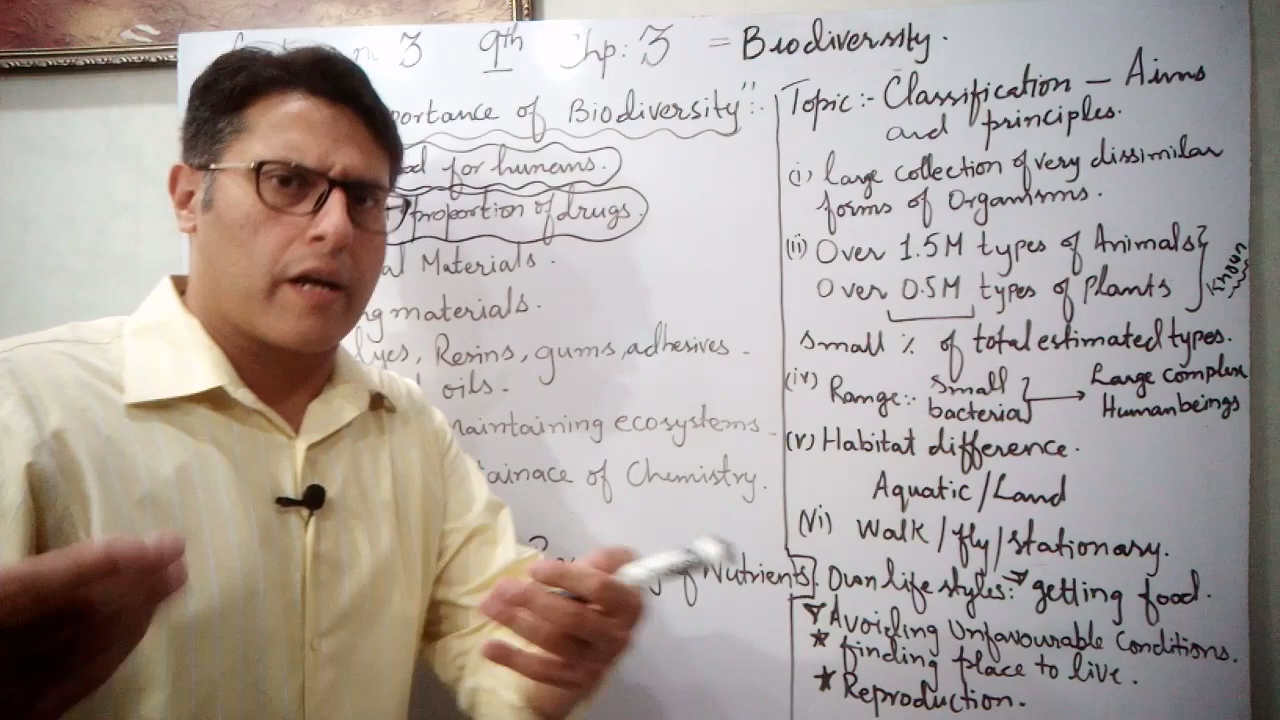 3 9th Chp: 3 = Biodiversity.
portance of Biodiversity":.
for humans.
proportion of drugs.
Materials.
materials.
Resins, gums, adhesives -
oils -
maintaining ecosystems -
tainace of Chemistry.
of Nutrients.
Topic:- Classification - Aims
and principles.
(i) large collection of very dissimilar
forms of Organisms.
(ii) Over 1.5M types of Animals
Over 0.5M types of Plants
Known
Small % of total estimated types.
(iv) Range:- Small
bacteria
Large complex
Human beings
(v) Habitat difference.
Aquatic / Land
(vi) Walk / fly / stationary.
Own life styles:- getting food.
Avoiding Unfavourable Conditions.
* finding place to live.
* Reproduction.